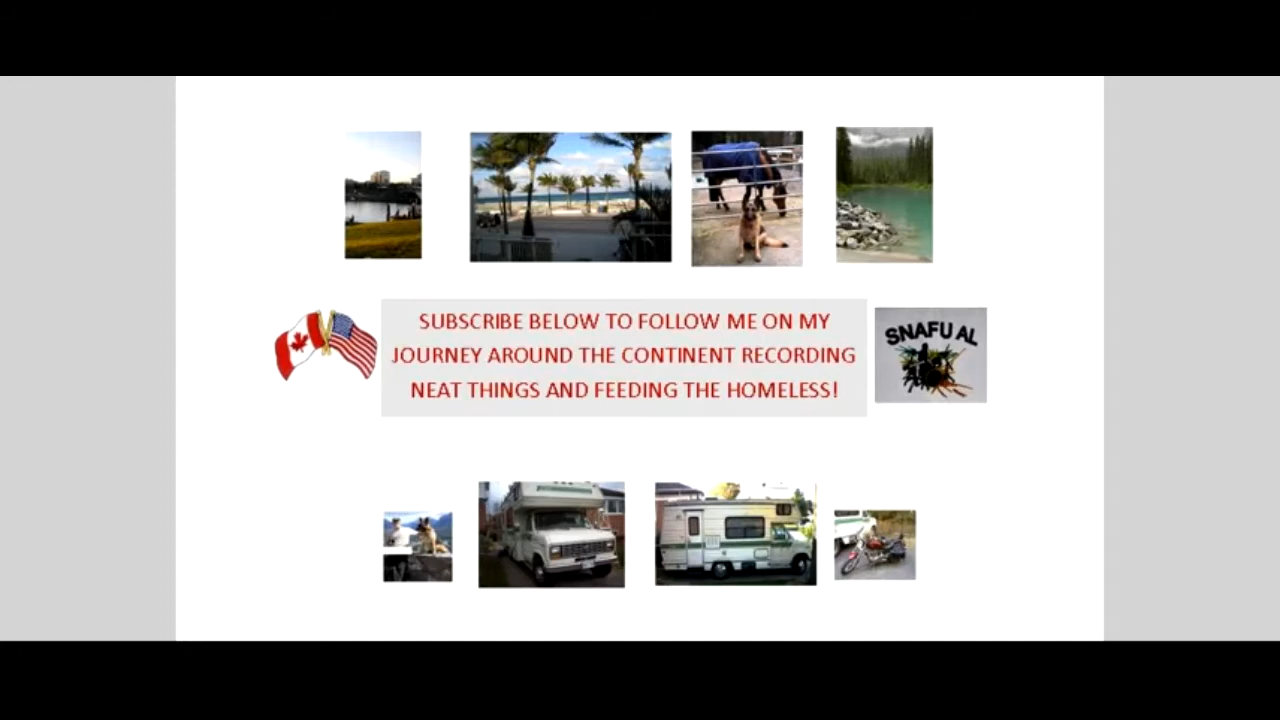 SUBSCRIBE BELOW TO FOLLOW ME ON MY
JOURNEY AROUND THE CONTINENT RECORDING
NEAT THINGS AND FEEDING THE HOMELESS!
SNAFU AL